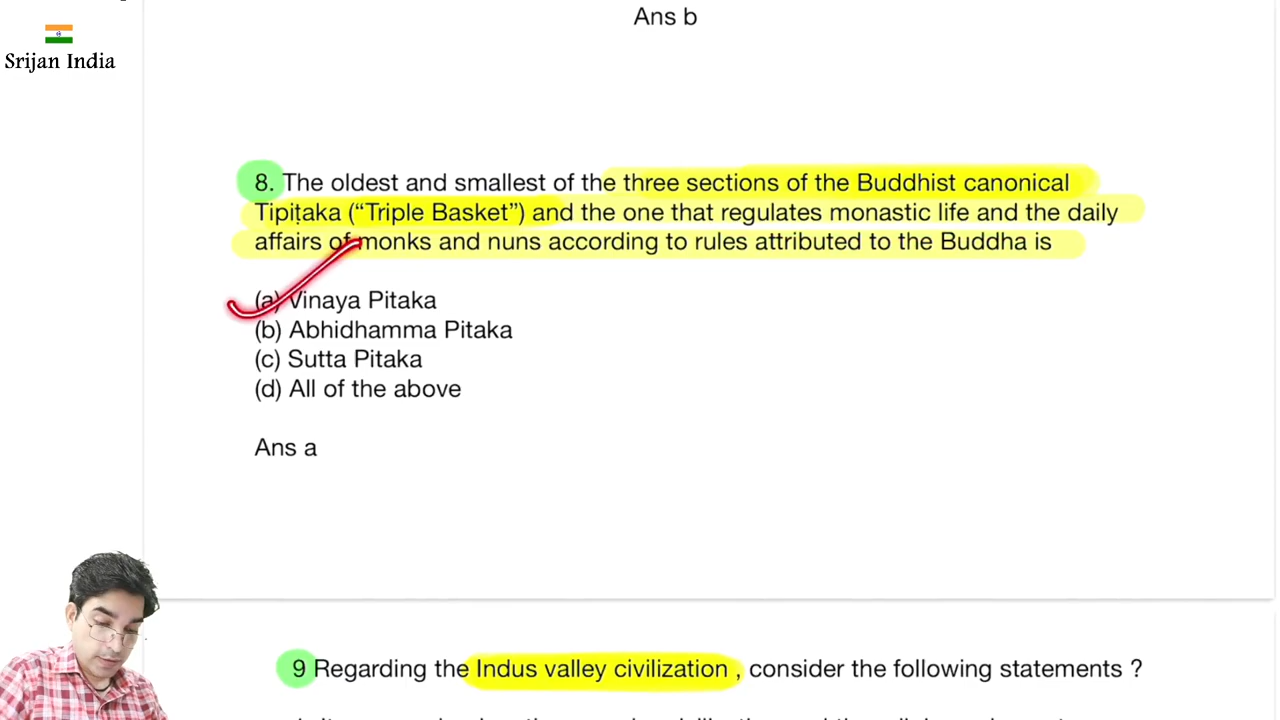 Ans b
Srijan India
8. The oldest and smallest of the three sections of the Buddhist canonical
Tipiṭaka (“Triple Basket”) and the one that regulates monastic life and the daily
affairs of monks and nuns according to rules attributed to the Buddha is
(a) Vinaya Pitaka
(b) Abhidhamma Pitaka
(c) Sutta Pitaka
(d) All of the above
Ans a
9 Regarding the Indus valley civilization , consider the following statements ?